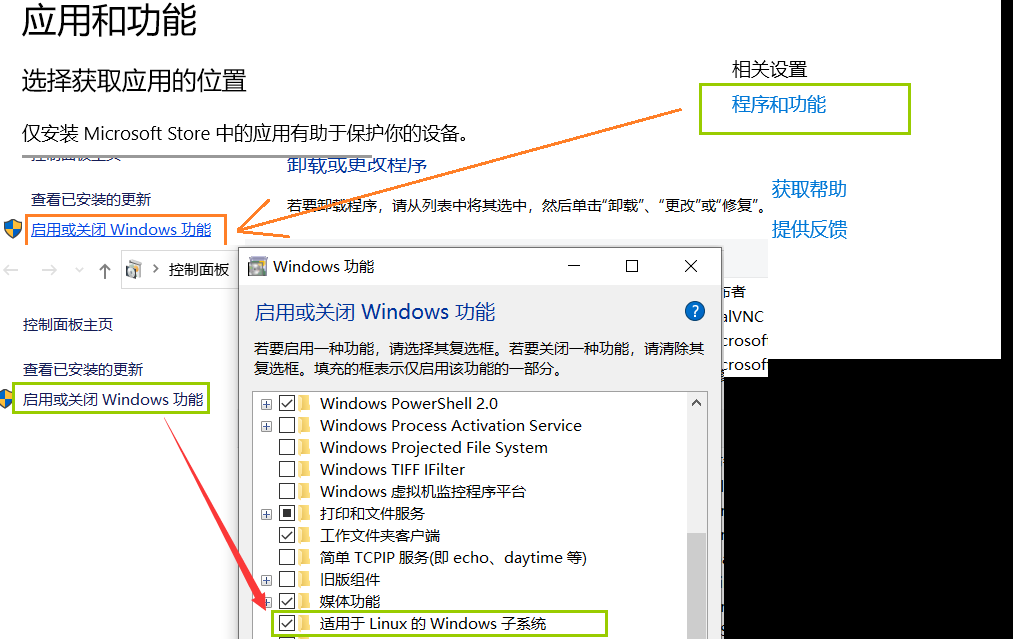 应用和功能
选择获取应用的位置
相关设置
程序和功能
仅安装 Microsoft Store 中的应用有助于保护你的设备。
控制面板主页
卸载或更改程序
查看已安装的更新
获取帮助
若要卸载程序，请从列表中将其选中，然后单击“卸载”、“更改”或“修复”。
启用或关闭 Windows 功能
提供反馈
控制面板
Windows 功能
布者
alVNC
crosof
crosof
启用或关闭 Windows 功能
?
控制面板主页
若要启用一种功能，请选择其复选框。若要关闭一种功能，请清除其
复选框。填充的框表示仅启用该功能的一部分。
查看已安装的更新
启用或关闭 Windows 功能
Windows PowerShell 2.0
Windows Process Activation Service
Windows Projected File System
Windows TIFF IFilter
Windows 虚拟机监控程序平台
打印和文件服务
工作文件夹客户端
简单 TCPIP 服务(即 echo、daytime 等)
旧版组件
媒体功能
适用于 Linux 的 Windows 子系统